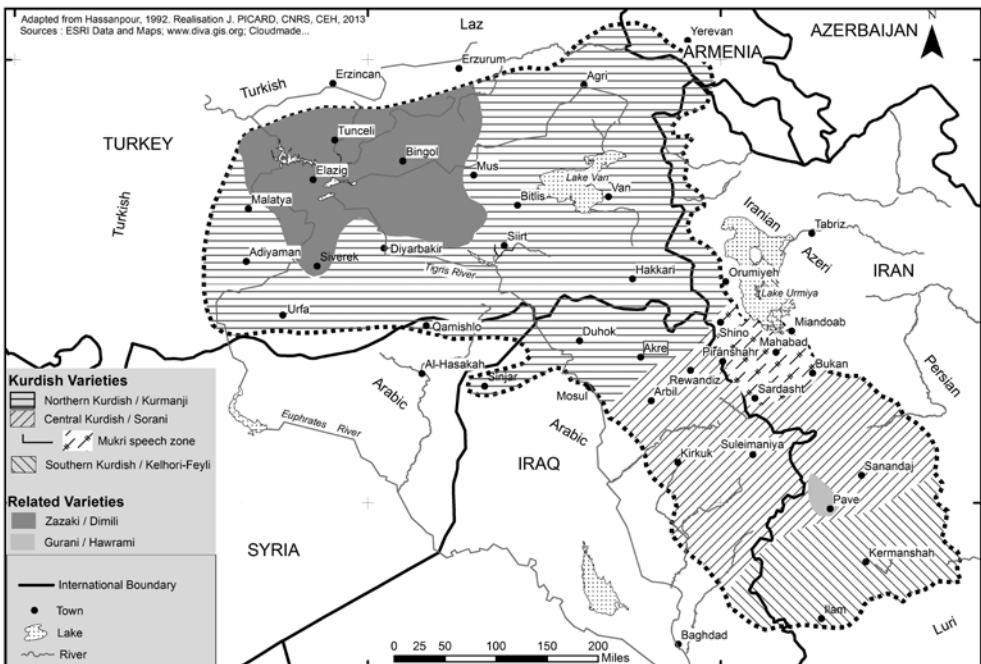 Adapted from Hassanpour, 1992. Realisation J. PICARD, CNRS, CEH, 2013
Sources : ESRI Data and Maps; www.diva.gis.org; Cloudmade...
Laz
Yerevan
N
AZERBAIJAN
ARMENIA
Erzurum
Erzincan
Agri
Turkish
TURKEY
Tunceli
Bingol
Mus
Lake Van
Elazig
Van
Bitlis
Malatya
Turkish
Iranian
Tabriz
Azeri
Siirt
Diyarbakir
Adiyaman
Siverek
Tigris River
Hakkari
IRAN
Orumiyeh
Lake Urmiya
Urfa
Qamishlo
Shino
Miandoab
Duhok
Mahabad
Akre
Piranshahr
Al-Hasakah
Rewandiz
Bukan
Persian
Sinjar
Arabic
Mosul
Arbil
Sardasht
Euphrates River
Arabic
Suleimaniya
Kirkuk
IRAQ
Sanandaj
Pave
SYRIA
Kermanshah
Ilam
Luri
Baghdad
Kurdish Varieties
Northern Kurdish / Kurmanji
Central Kurdish / Sorani
Mukri speech zone
Southern Kurdish / Kelhori-Feyli
Related Varieties
Zazaki / Dimili
Gurani / Hawrami
International Boundary
Town
Lake
River
0 25 50 100 150 200
Miles